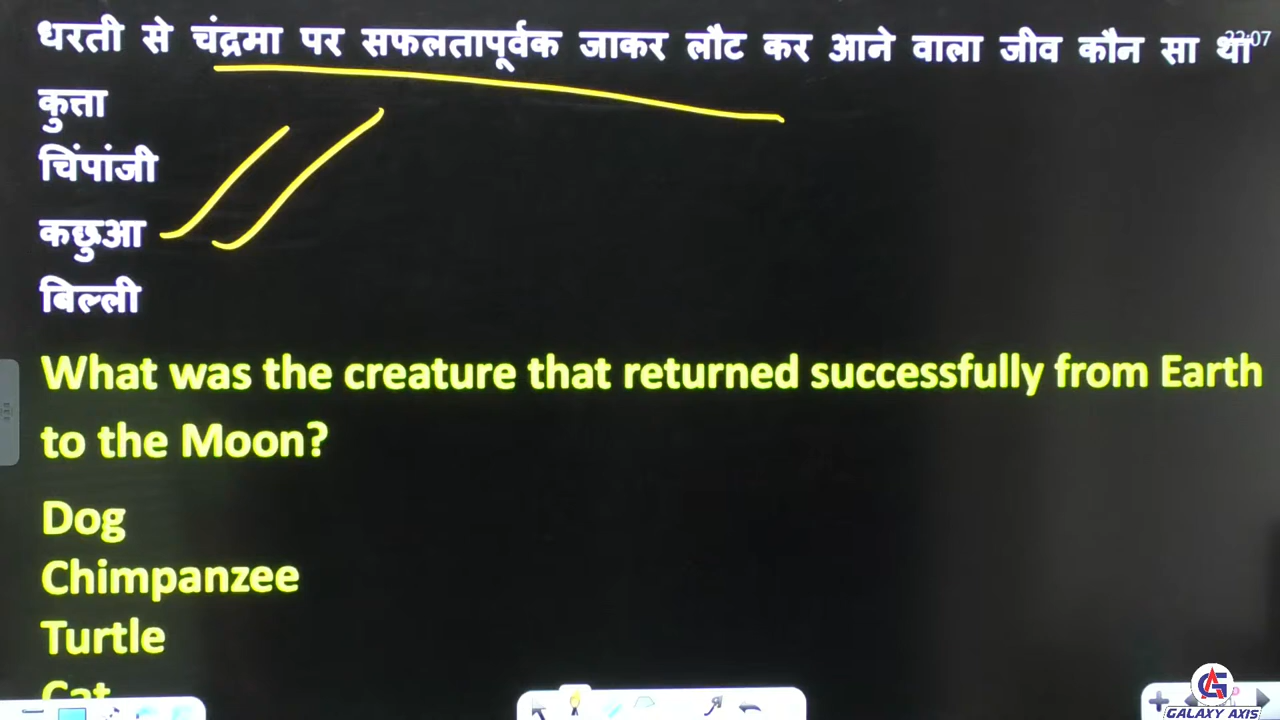 धरती से चंद्रमा पर सफलतापूर्वक जाकर लौट कर आने वाला जीव कौन सा था
कुत्ता
चिंपांजी
कछुआ
बिल्ली
What was the creature that returned successfully from Earth
to the Moon?
Dog
Chimpanzee
Turtle
Cat
GALAXY AXIS